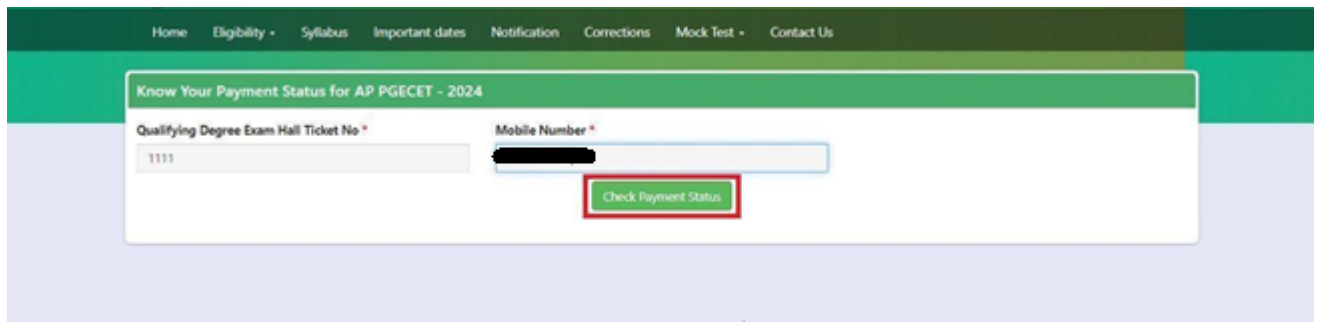 Home Eligibility Syllabus Important dates Notification Corrections Mock Test Contact Us
Know Your Payment Status for AP PGECET - 2024
Qualifying Degree Exam Hall Ticket No * Mobile Number *
1111
Check Payment Status